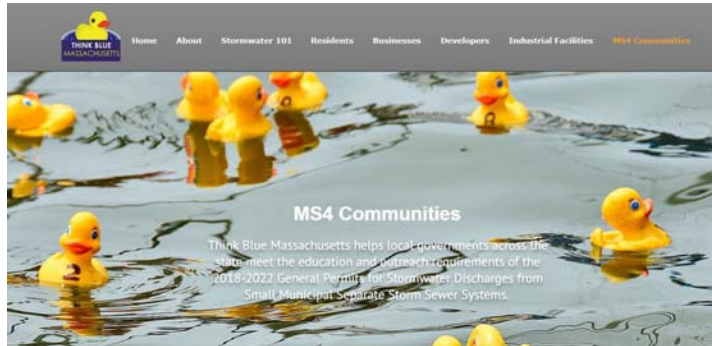 THINK BLUE
MASSACHUSETTS
Home About Stormwater 101 Residents Businesses Developers Industrial Facilities MS4 Communities
MS4 Communities
Think Blue Massachusetts helps local governments across the
state meet the education and outreach requirements of the
2018-2022 General Permits for Stormwater Discharges from
Small Municipal Separate Storm Sewer Systems.